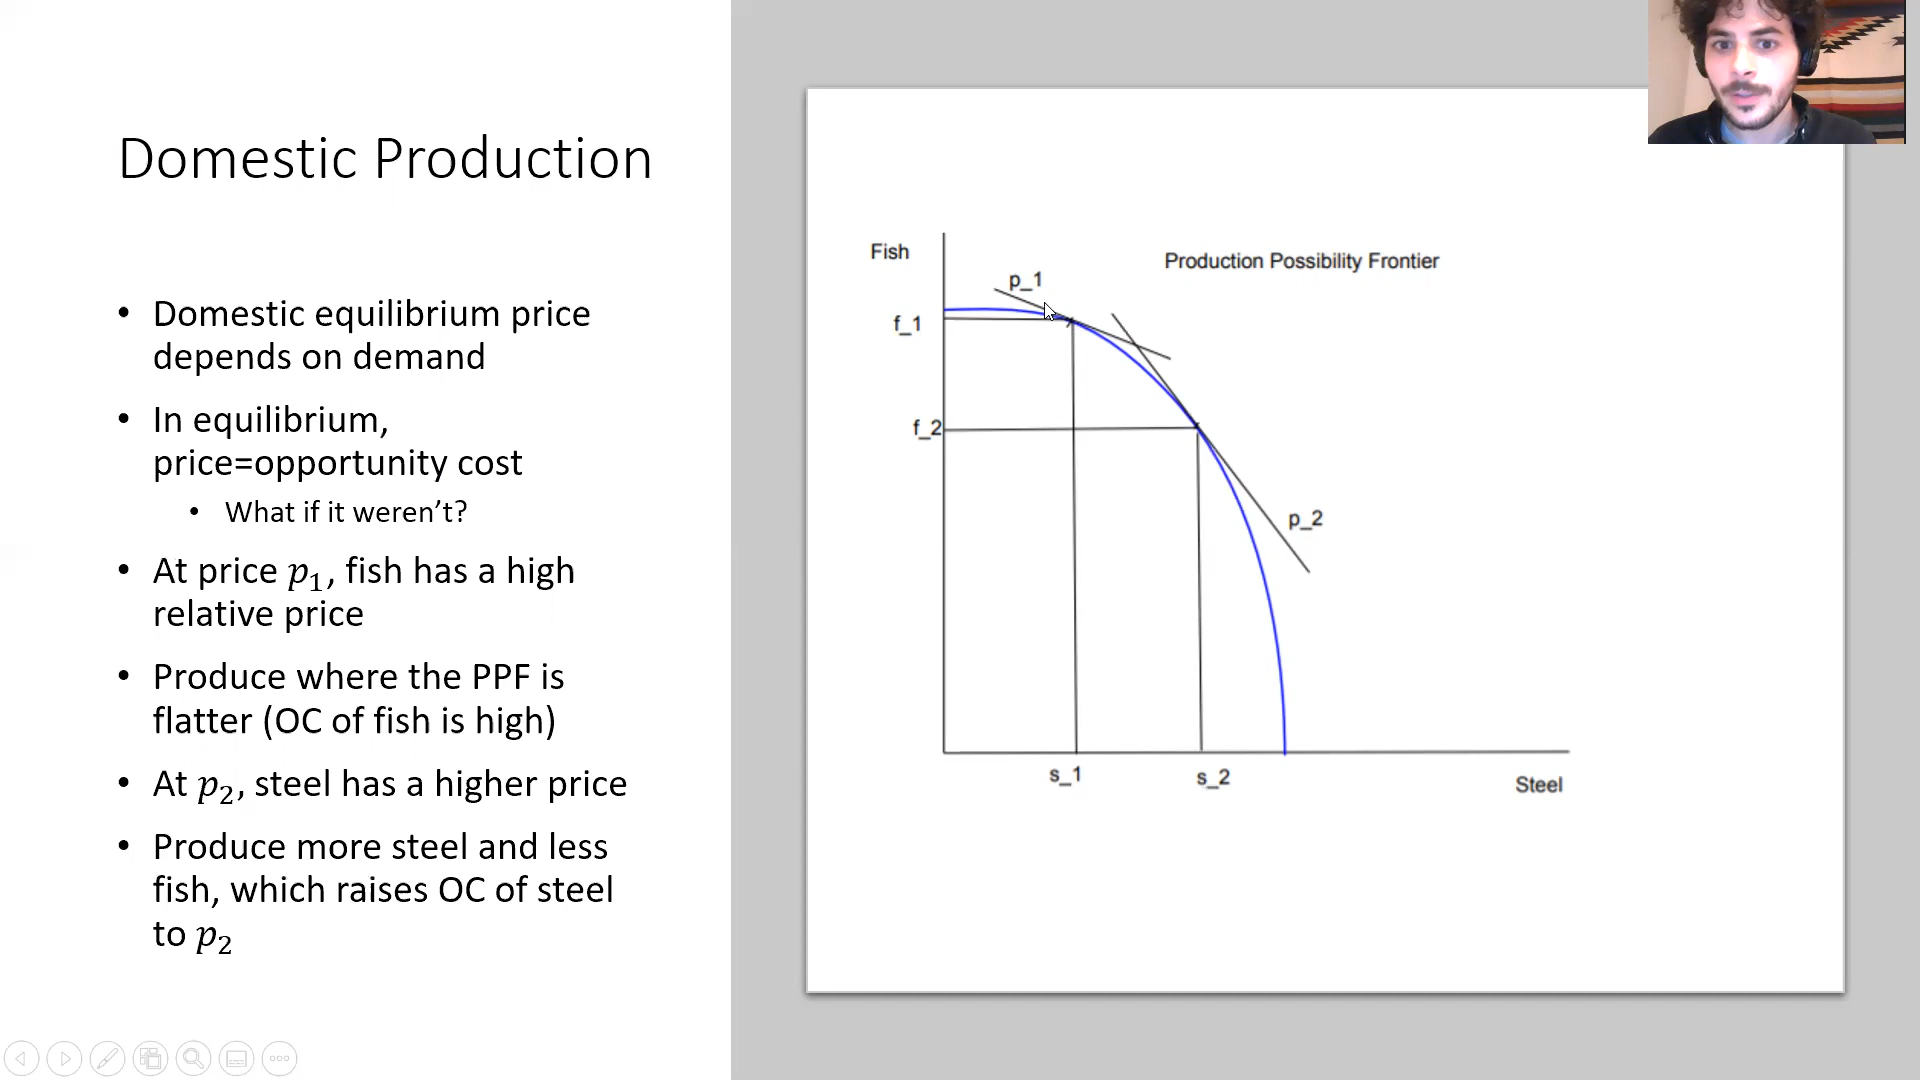 Domestic Production
• Domestic equilibrium price
depends on demand
• In equilibrium,
price=opportunity cost
• What if it weren’t?
• At price p₁, fish has a high
relative price
• Produce where the PPF is
flatter (OC of fish is high)
• At p₂, steel has a higher price
• Produce more steel and less
fish, which raises OC of steel
to p₂
Fish
Production Possibility Frontier
p_1
f_1
f_2
p_2
s_1
s_2
Steel